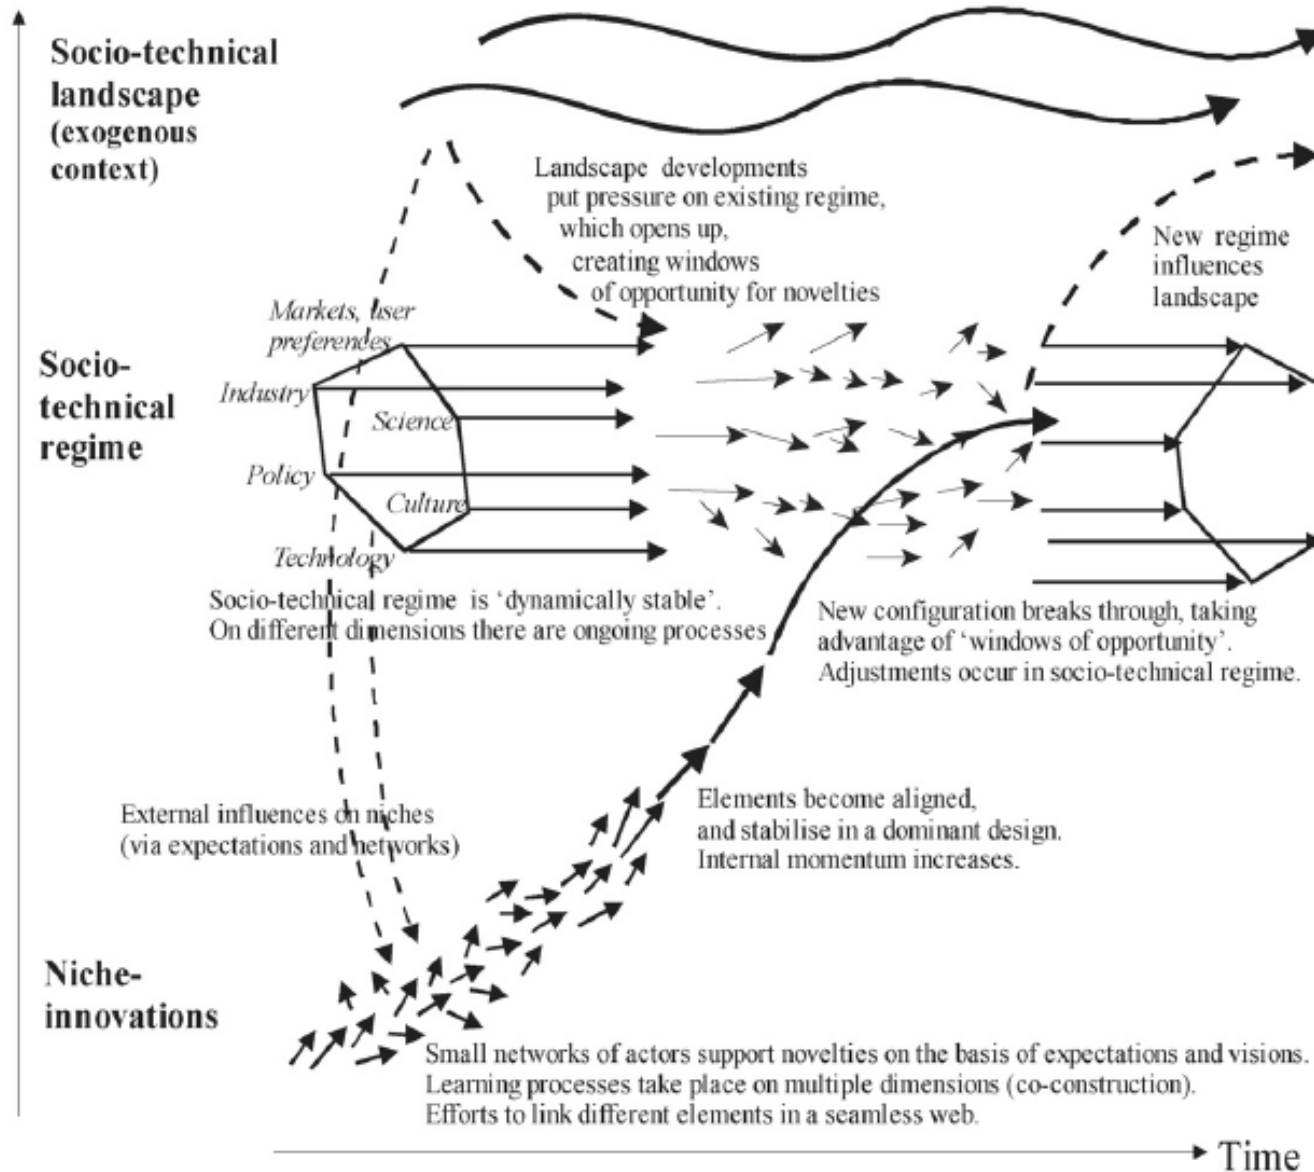 Socio-technical
landscape
(exogenous
context)
Landscape developments
put pressure on existing regime,
which opens up,
creating windows
of opportunity for novelties
New regime
influences
landscape
Socio-
technical
regime
Markets, user
preferences
Industry
Science
Policy
Culture
Technology
Socio-technical regime is ‘dynamically stable’.
On different dimensions there are ongoing processes
New configuration breaks through, taking
advantage of ‘windows of opportunity’.
Adjustments occur in socio-technical regime.
External influences on niches
(via expectations and networks)
Elements become aligned,
and stabilise in a dominant design.
Internal momentum increases.
Niche-
innovations
Small networks of actors support novelties on the basis of expectations and visions.
Learning processes take place on multiple dimensions (co-construction).
Efforts to link different elements in a seamless web.
Time